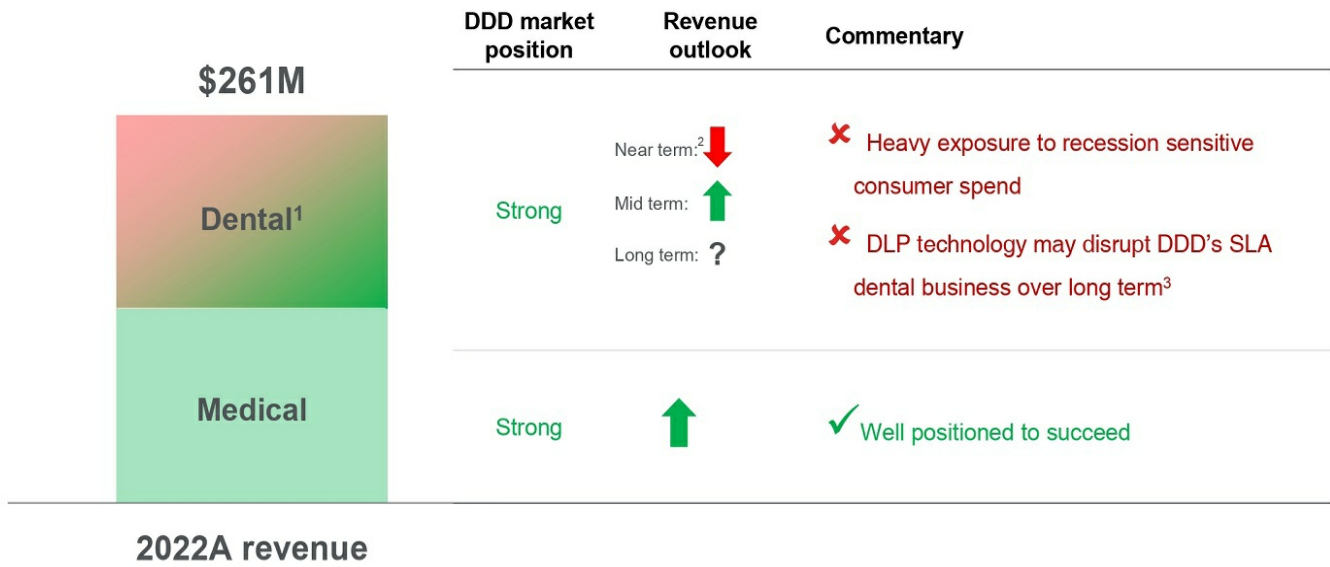 DDD market
position
Revenue
outlook
Commentary
$261M
Dental¹
Strong
Near term:²
Mid term:
Long term: ?
✘ Heavy exposure to recession sensitive
consumer spend
✘ DLP technology may disrupt DDD’s SLA
dental business over long term³
Medical
Strong
✓ Well positioned to succeed
2022A revenue